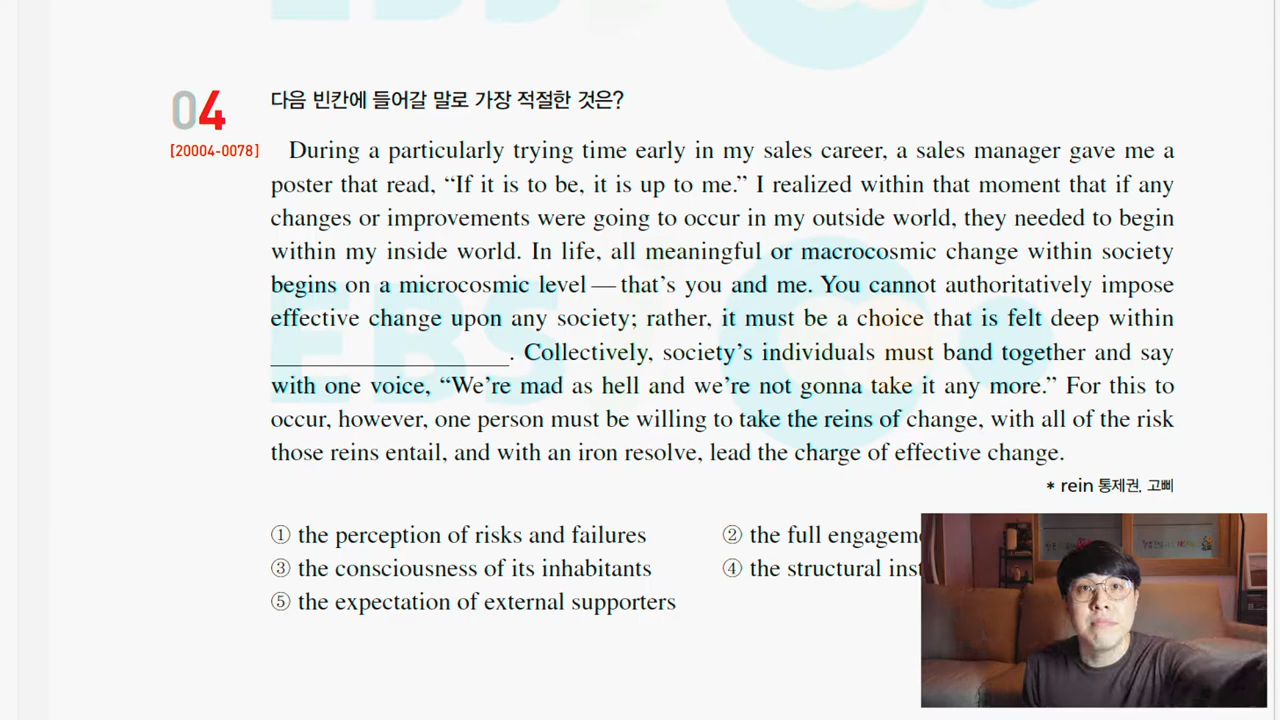 EBS
04
다음 빈칸에 들어갈 말로 가장 적절한 것은?
[20004-0078]
During a particularly trying time early in my sales career, a sales manager gave me a
poster that read, “If it is to be, it is up to me.” I realized within that moment that if any
changes or improvements were going to occur in my outside world, they needed to begin
within my inside world. In life, all meaningful or macrocosmic change within society
begins on a microcosmic level — that’s you and me. You cannot authoritatively impose
effective change upon any society; rather, it must be a choice that is felt deep within
. Collectively, society’s individuals must band together and say
with one voice, “We’re mad as hell and we’re not gonna take it any more.” For this to
occur, however, one person must be willing to take the reins of change, with all of the risk
those reins entail, and with an iron resolve, lead the charge of effective change.
* rein 통제권, 고삐
① the perception of risks and failures
② the full
③ the consciousness of its inhabitants
④ the structural
⑤ the expectation of external supporters
EBS